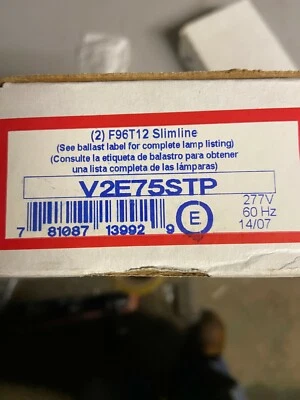 (2) F96T12 Slimline
(See ballast label for complete lamp listing)
(Consulte la etiqueta de balastro para obtener
una lista completa de las lámparas)
V2E75STP
7 81087 13992 9
E
277V
60 Hz
14/07